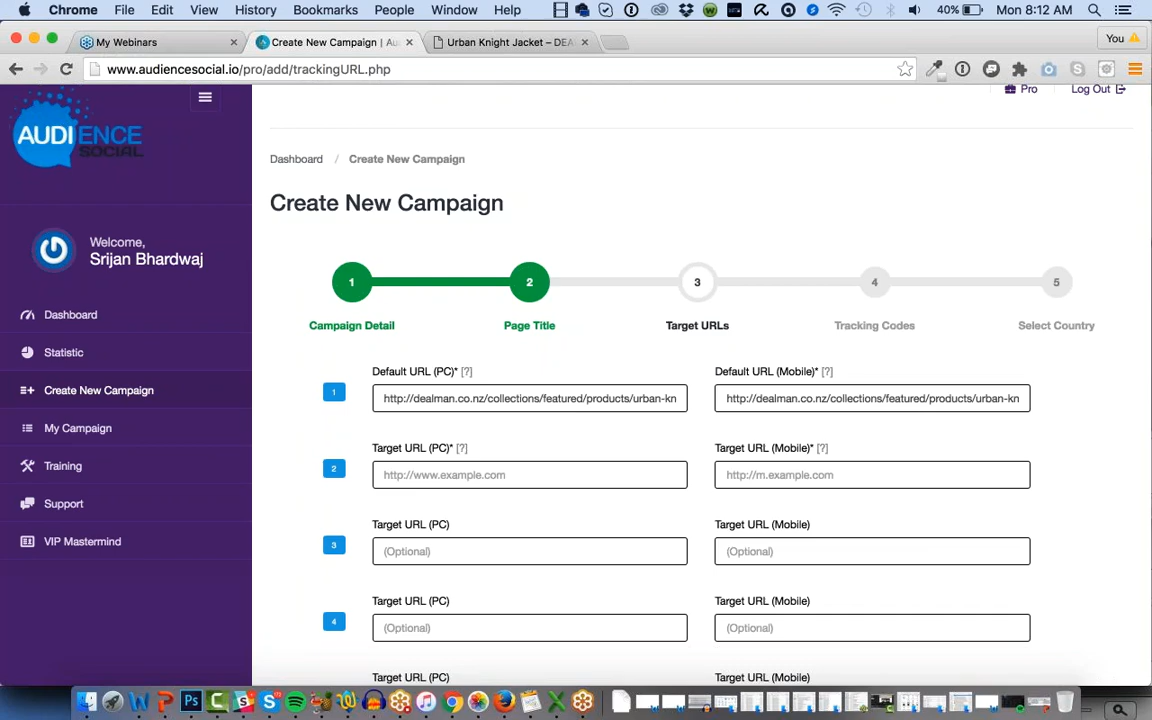 Chrome File Edit View History Bookmarks People Window Help 40% Mon 8:12 AM
My Webinars × Create New Campaign | Au × Urban Knight Jacket – DEA × You
www.audiencesocial.io/pro/add/trackingURL.php
AUDIENCE
SOCIAL
Pro Log Out
Dashboard / Create New Campaign
Create New Campaign
Welcome,
Srijan Bhardwaj
Dashboard
Statistic
Create New Campaign
My Campaign
Training
Support
VIP Mastermind
1 2 3 4 5
Campaign Detail Page Title Target URLs Tracking Codes Select Country
Default URL (PC)* [?] Default URL (Mobile)* [?]
1 http://dealman.co.nz/collections/featured/products/urban-kn http://dealman.co.nz/collections/featured/products/urban-kn
Target URL (PC)* [?] Target URL (Mobile)* [?]
2 http://www.example.com http://m.example.com
Target URL (PC) Target URL (Mobile)
3 (Optional) (Optional)
Target URL (PC) Target URL (Mobile)
4 (Optional) (Optional)
Target URL (PC) Target URL (Mobile)